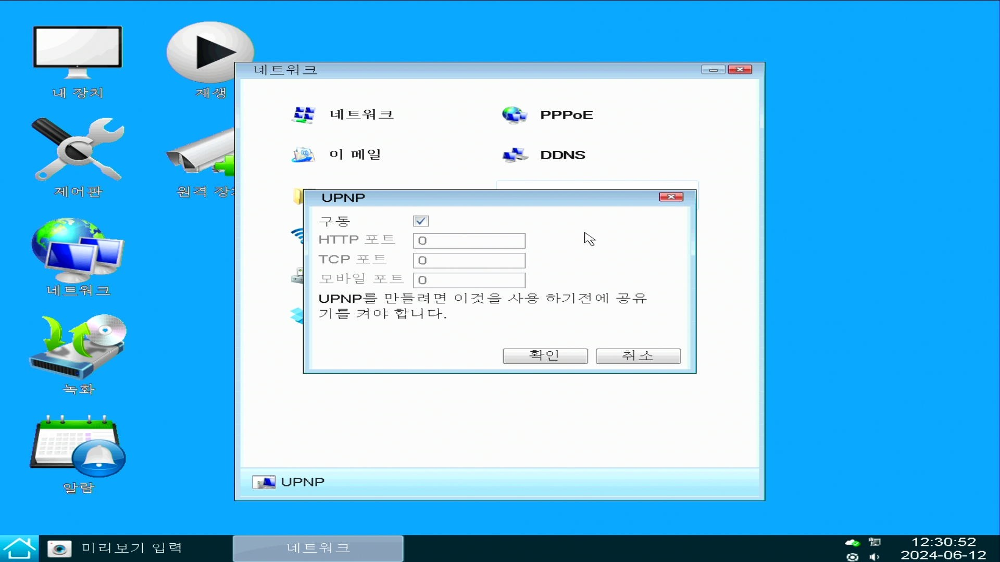 내 장치
재생
제어판
원격 장치
네트워크
녹화
알람
네트워크
네트워크
PPPoE
이 메일
DDNS
UPNP
구동
HTTP 포트
0
TCP 포트
0
모바일 포트
0
UPNP를 만들려면 이것을 사용 하기전에 공유
기를 켜야 합니다.
확인
취소
UPNP
미리보기 입력
네트워크
12:30:52
2024-06-12